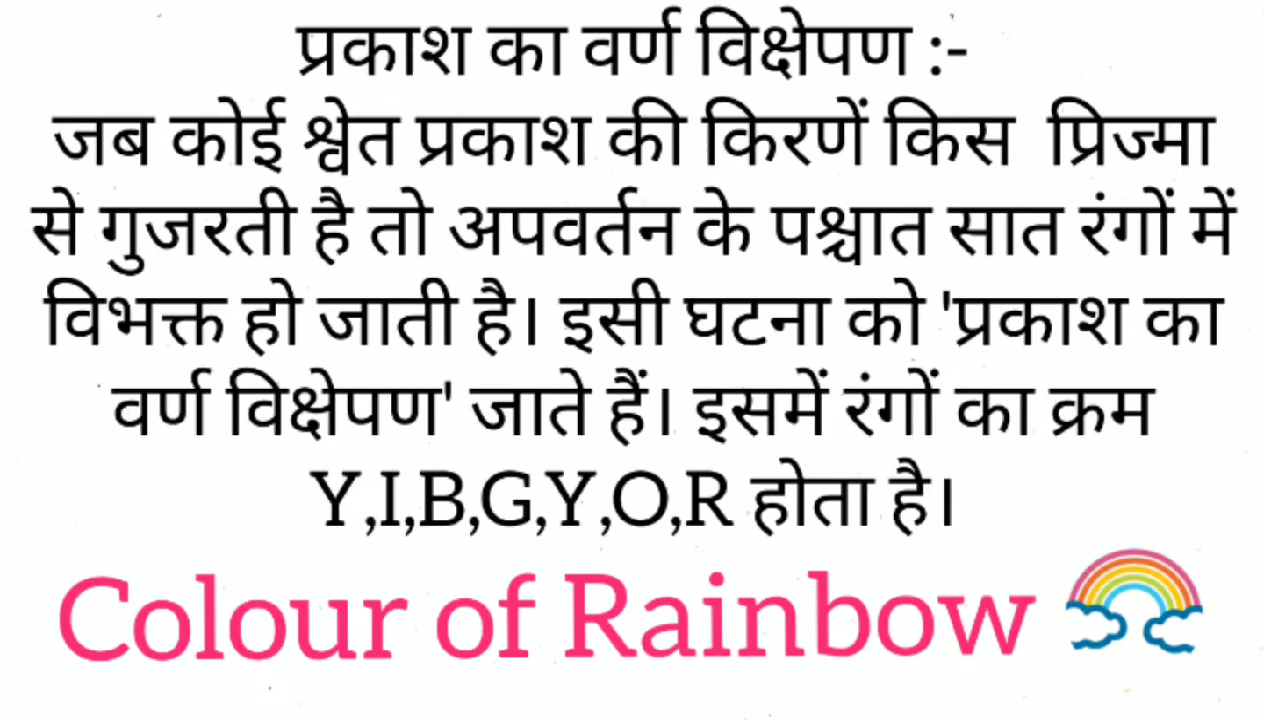 प्रकाश का वर्ण विक्षेपण :-
जब कोई श्वेत प्रकाश की किरणें किस प्रिज्मा
से गुजरती है तो अपवर्तन के पश्चात सात रंगों में
विभक्त हो जाती है। इसी घटना को 'प्रकाश का
वर्ण विक्षेपण' जाते हैं। इसमें रंगों का क्रम
Y,I,B,G,Y,O,R होता है।
Colour of Rainbow